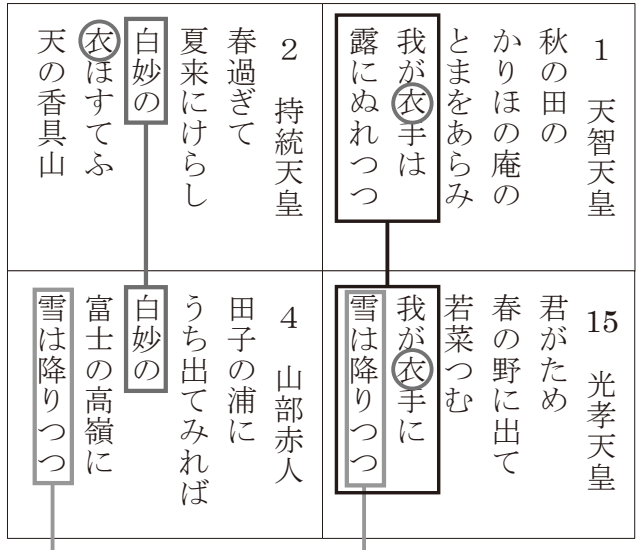 1 天智天皇
秋の田の
かりほの庵の
とまをあらみ
我が衣手は
露にぬれつつ
2 持統天皇
春過ぎて
夏来にけらし
白妙の
衣ほすてふ
天の香具山
15 光孝天皇
君がため
春の野に出て
若菜つむ
我が衣手に
雪は降りつつ
4 山部赤人
田子の浦に
うち出てみれば
白妙の
富士の高嶺に
雪は降りつつ